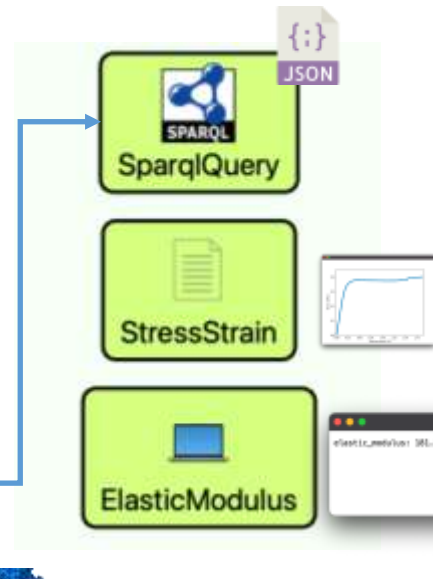 {:}
JSON
SPARQL
SparqlQuery
StressStrain
elastic_modulus: 101.
ElasticModulus